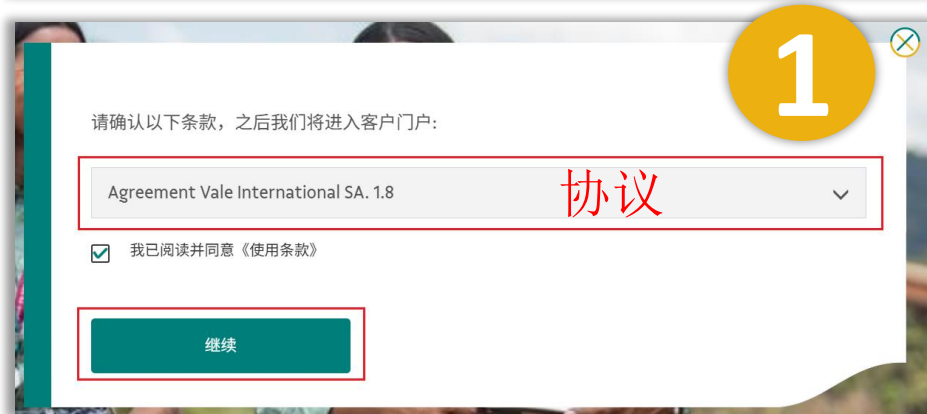 1
请确认以下条款，之后我们将进入客户门户:
Agreement Vale International SA. 1.8 协议
我已阅读并同意《使用条款》
继续